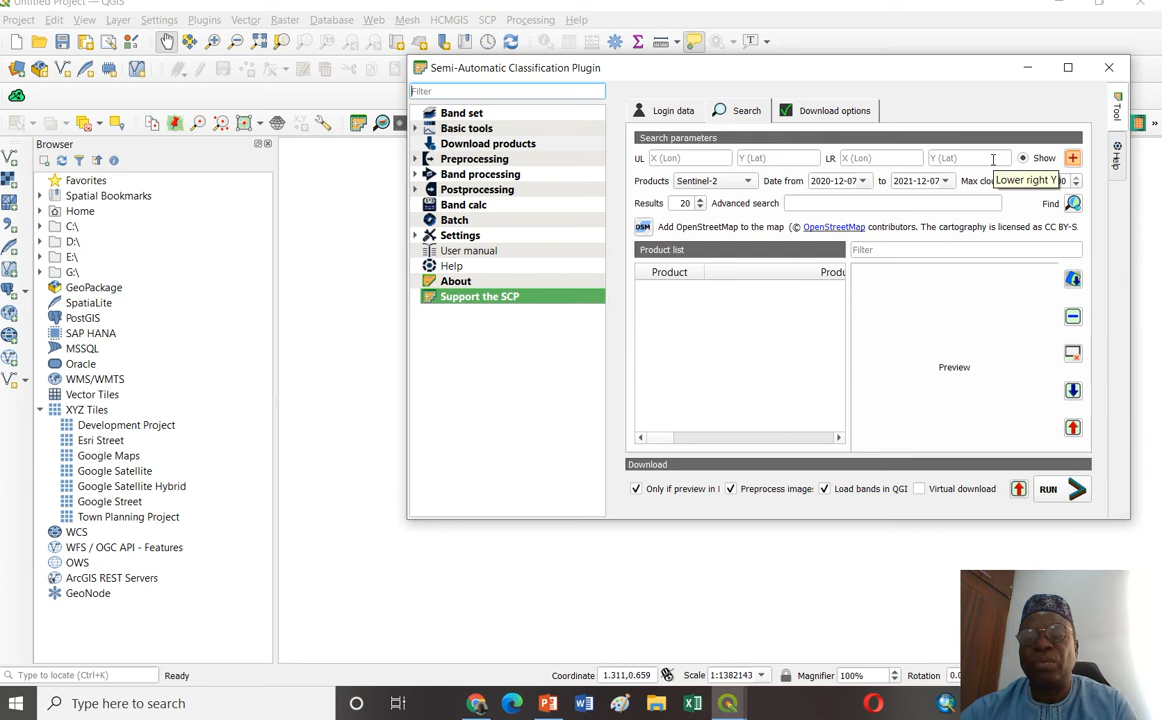 Untitled Project — QGIS
Project Edit View Layer Settings Plugins Vector Raster Database Web Mesh HCMGIS SCP Processing Help
Semi-Automatic Classification Plugin
Filter
Band set
Basic tools
Download products
Preprocessing
Band processing
Postprocessing
Band calc
Batch
Settings
User manual
Help
About
Support the SCP
Login data Search Download options
Search parameters
UL X (Lon) Y (Lat) LR X (Lon) Y (Lat) Show
Lower right Y
Products Sentinel-2 Date from 2020-12-07 to 2021-12-07 Max clou
Results 20 Advanced search Find
OSM Add OpenStreetMap to the map (© OpenStreetMap contributors. The cartography is licensed as CC BY-S.
Product list Filter
Product Produ
Preview
Download
Only if preview in I Preprocess image: Load bands in QGI Virtual download RUN
Tool
Help
Browser
Favorites
Spatial Bookmarks
Home
C:\
D:\
E:\
G:\
GeoPackage
SpatiaLite
PostGIS
SAP HANA
MSSQL
Oracle
WMS/WMTS
Vector Tiles
XYZ Tiles
Development Project
Esri Street
Google Maps
Google Satellite
Google Satellite Hybrid
Google Street
Town Planning Project
WCS
WFS / OGC API - Features
OWS
ArcGIS REST Servers
GeoNode
Type to locate (Ctrl+K) Ready Coordinate 1.311,0.659 Scale 1:1382143 Magnifier 100% Rotation 0.0
Type here to search